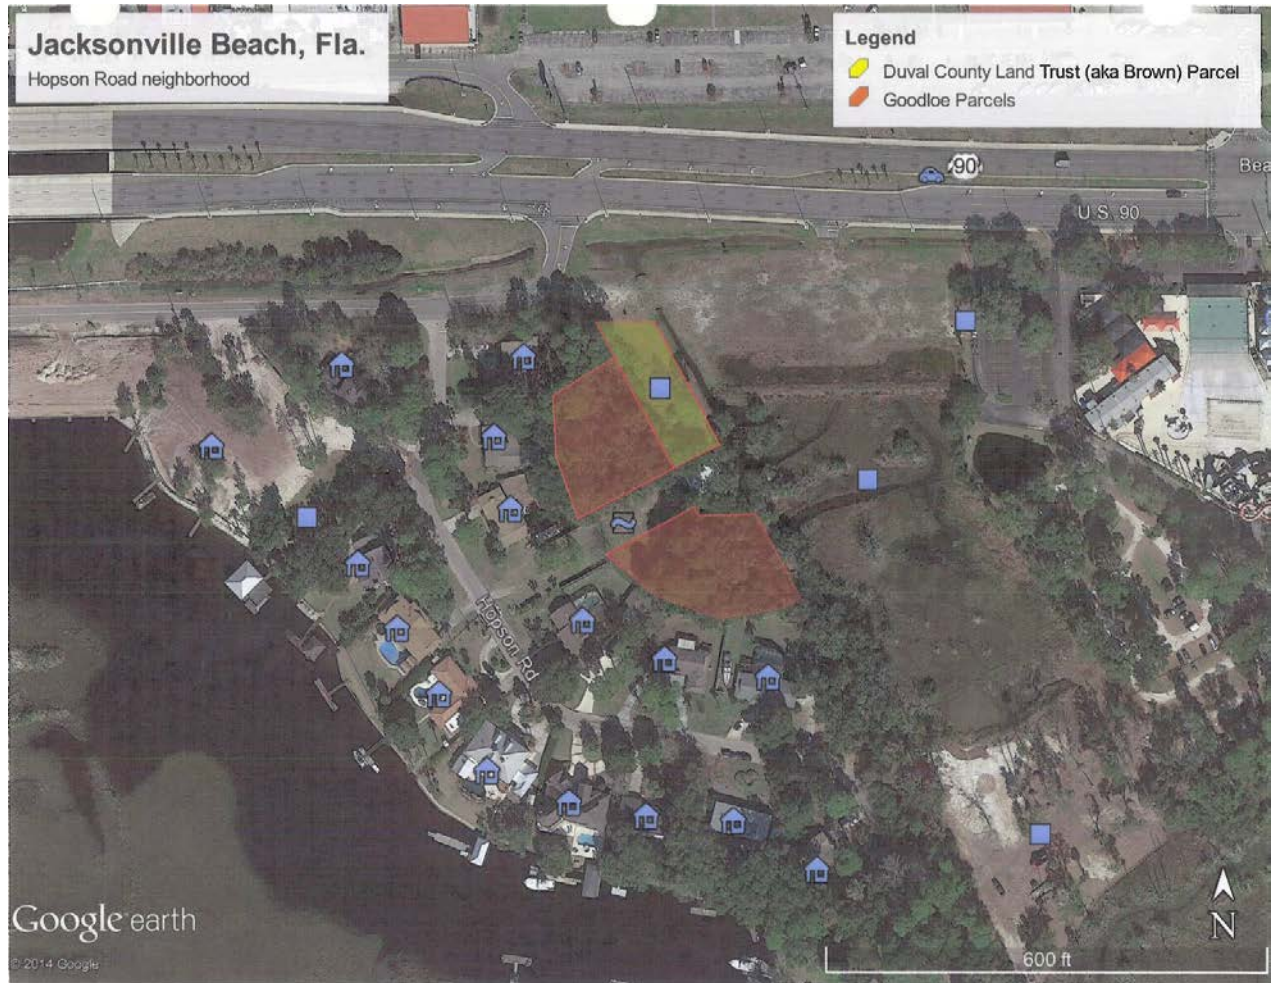 Jacksonville Beach, Fla.
Hopson Road neighborhood
Legend
Duval County Land Trust (aka Brown) Parcel
Goodloe Parcels
90
Bea
U.S. 90
Hopson Rd
Google earth
© 2014 Google
N
600 ft